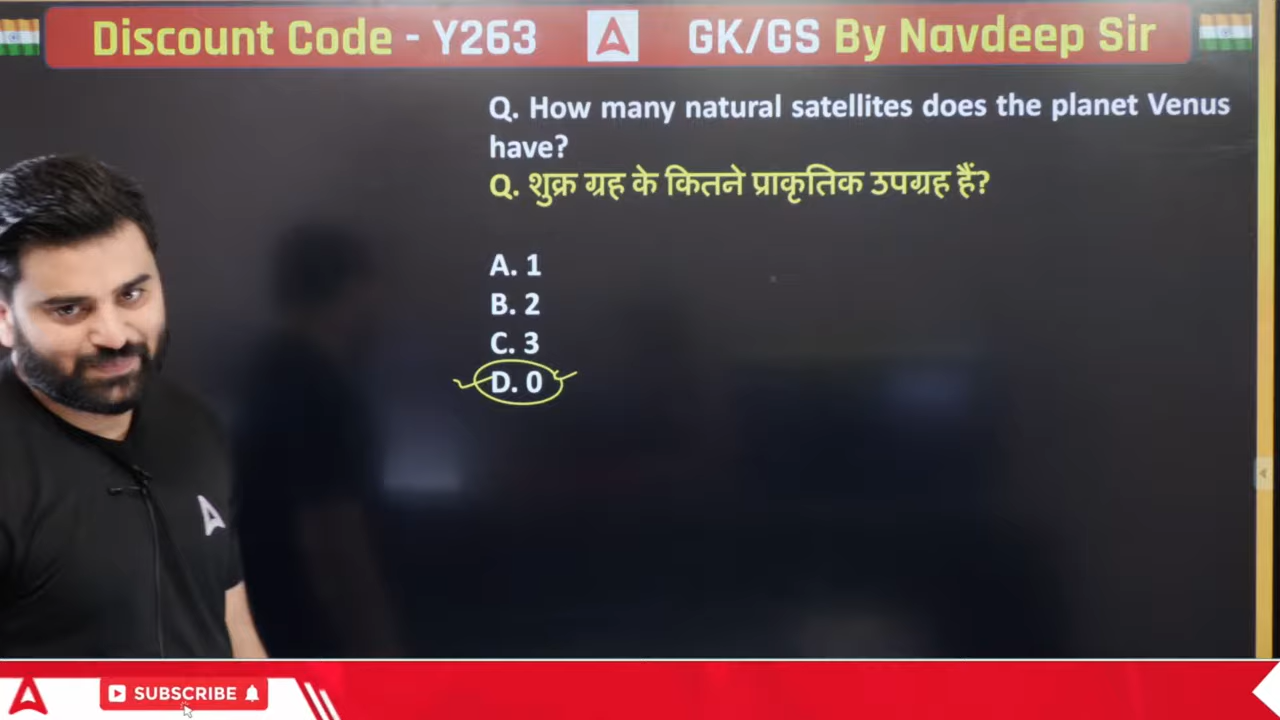 Discount Code - Y263 GK/GS By Navdeep Sir
Q. How many natural satellites does the planet Venus
have?
Q. शुक्र ग्रह के कितने प्राकृतिक उपग्रह हैं?
A. 1
B. 2
C. 3
D. 0
SUBSCRIBE